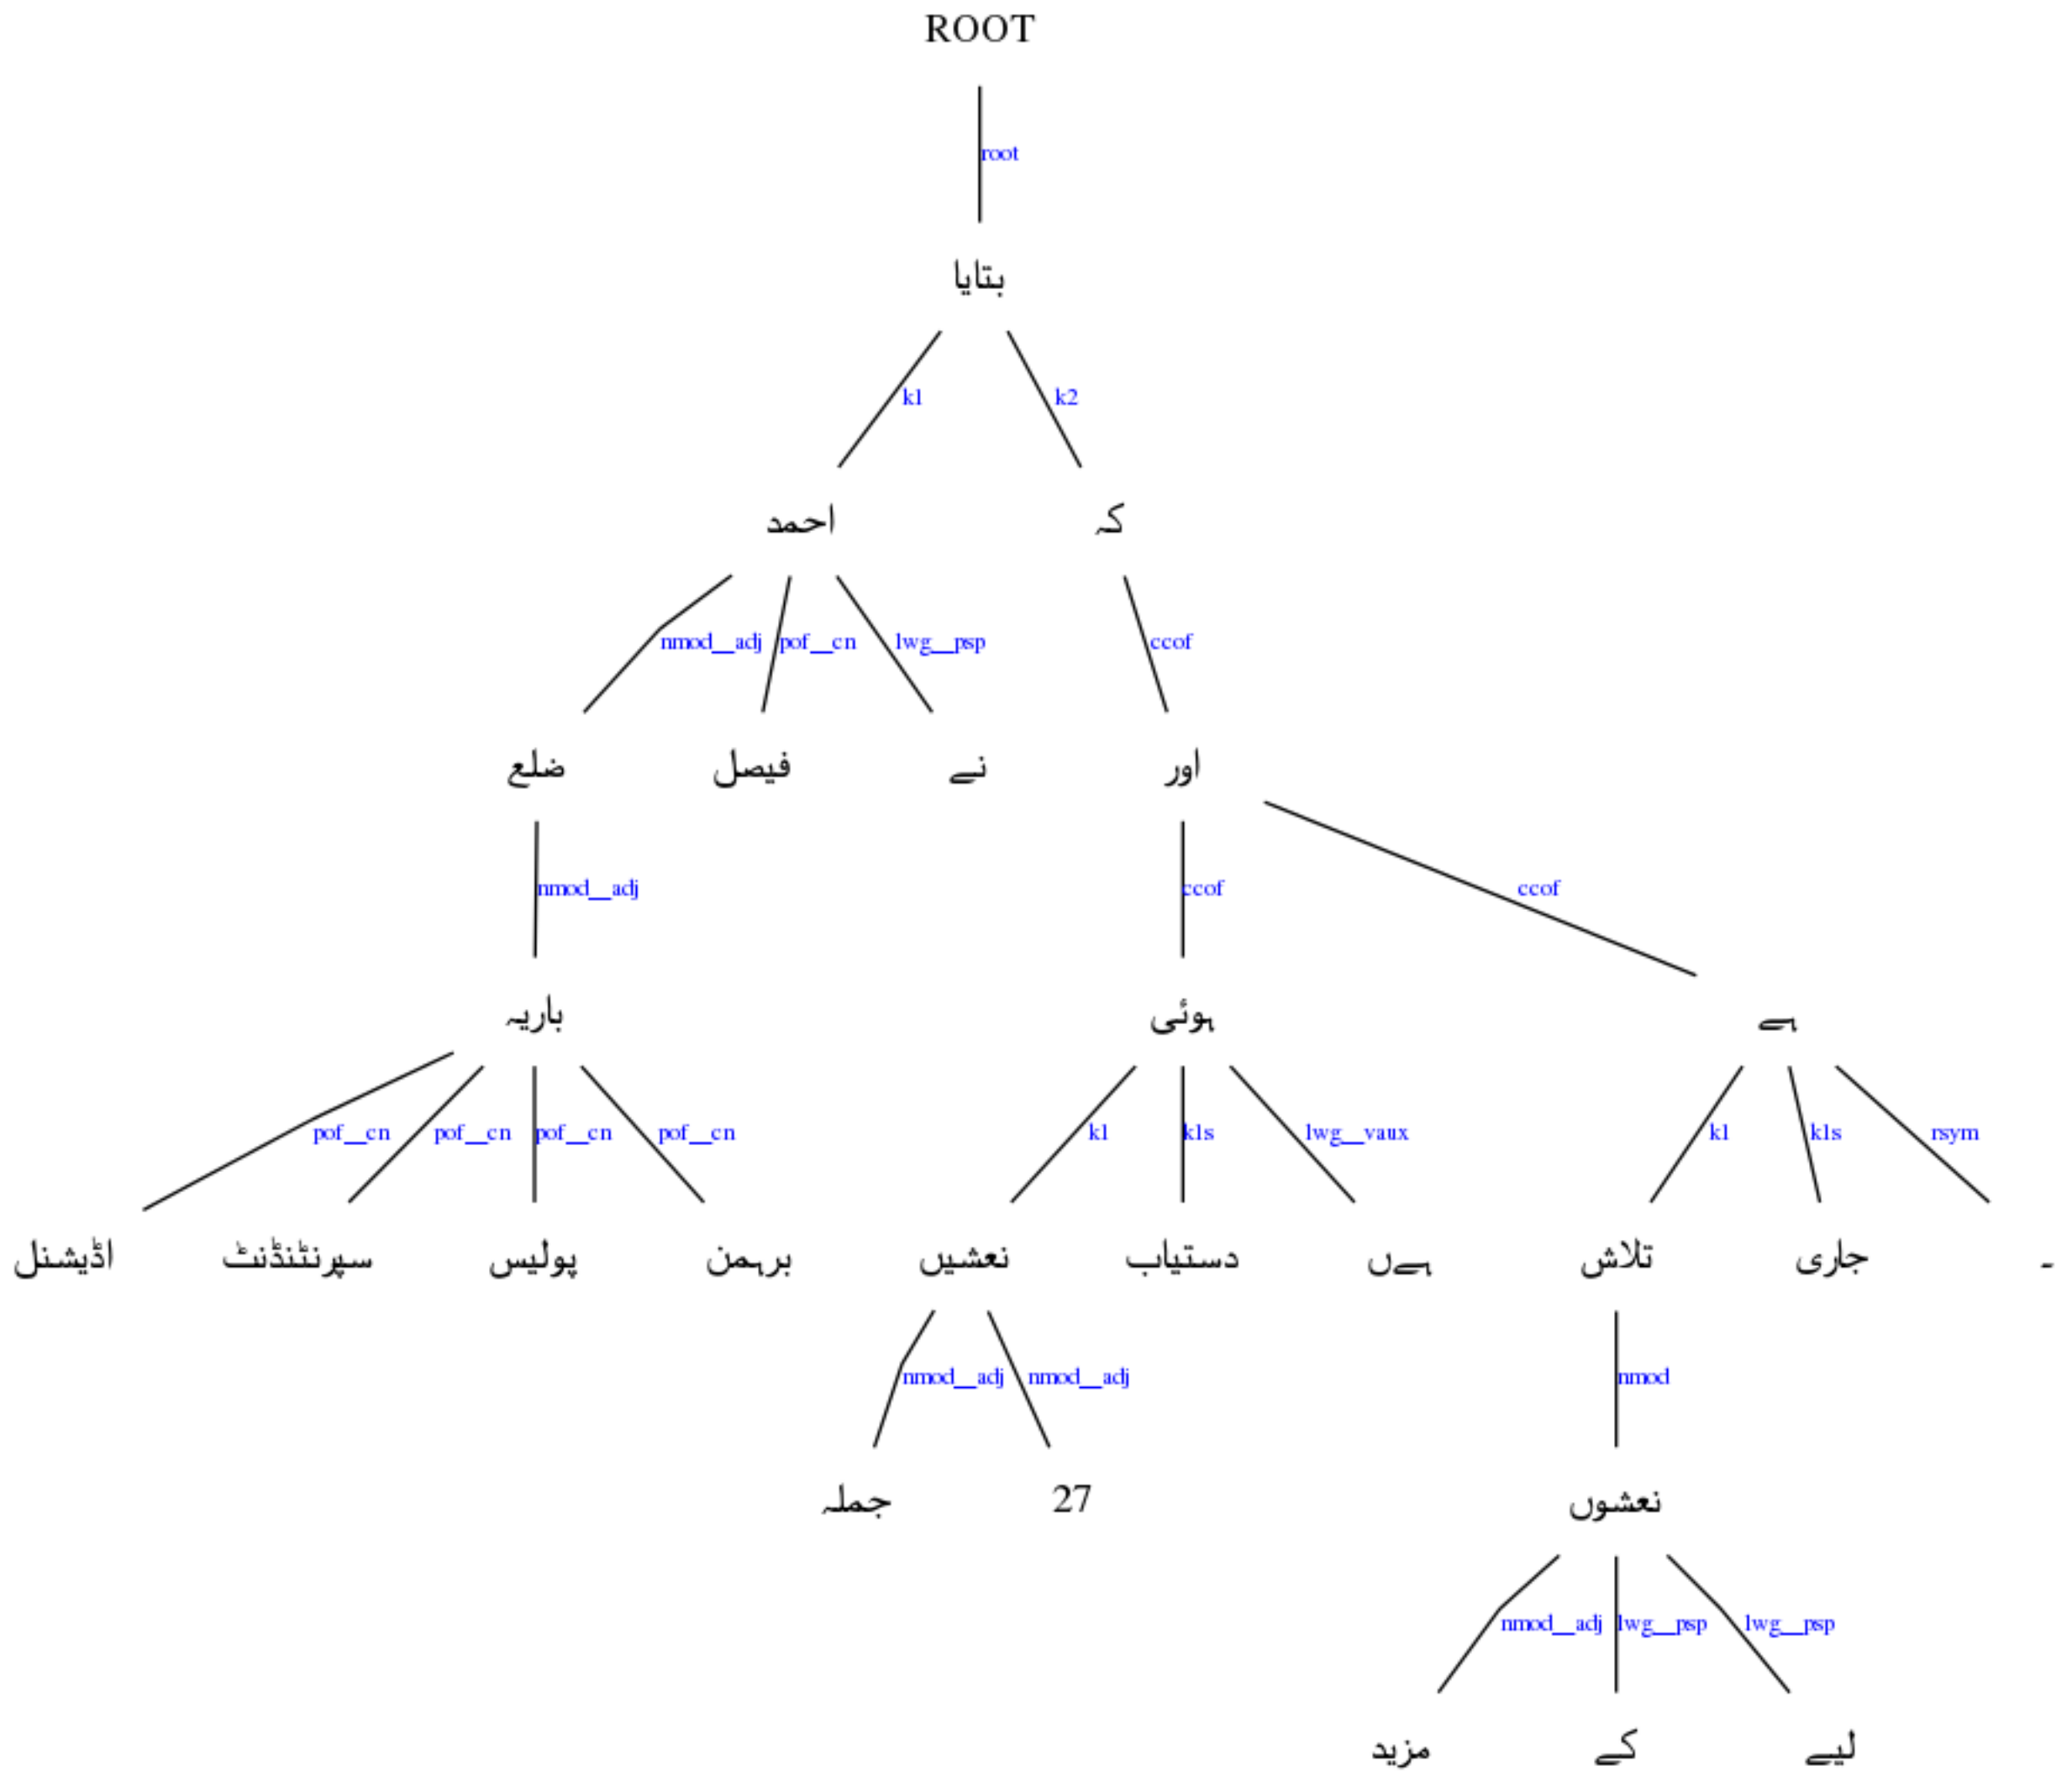 ROOT
root
بتایا
k1 k2
احمد کہ
nmod__adj pof__cn lwg__psp ccof
ضلع فیصل نے اور
nmod__adj ccof ccof
باریہ ہوئی ہے
pof__cn pof__cn pof__cn pof__cn k1 k1s lwg__vaux k1 k1s rsym
اڈیشنل سپرنٹنڈنٹ پولیس برہمن نعشیں دستیاب ہےں تلاش جاری ۔
nmod__adj nmod__adj nmod
جملہ 27 نعشوں
nmod__adj lwg__psp lwg__psp
مزید کے لیے